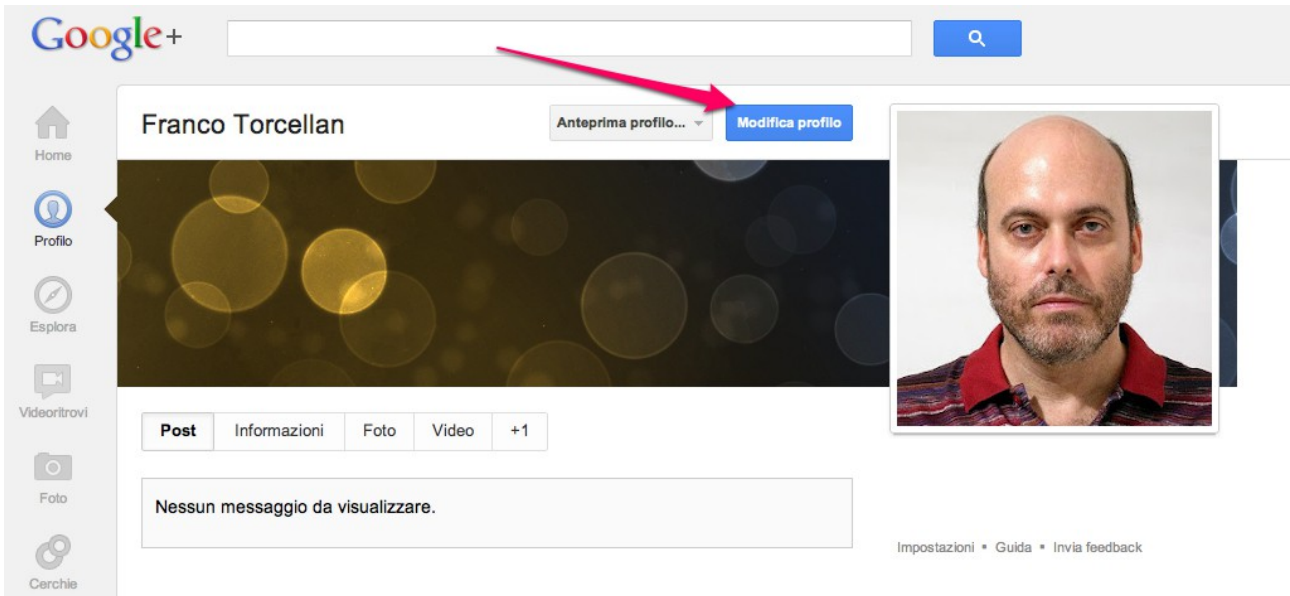 Google+
Franco Torcellan
Anteprima profilo...
Modifica profilo
Home
Profilo
Esplora
Videoritrovi
Foto
Cerchie
Post
Informazioni
Foto
Video
+1
Nessun messaggio da visualizzare.
Impostazioni • Guida • Invia feedback